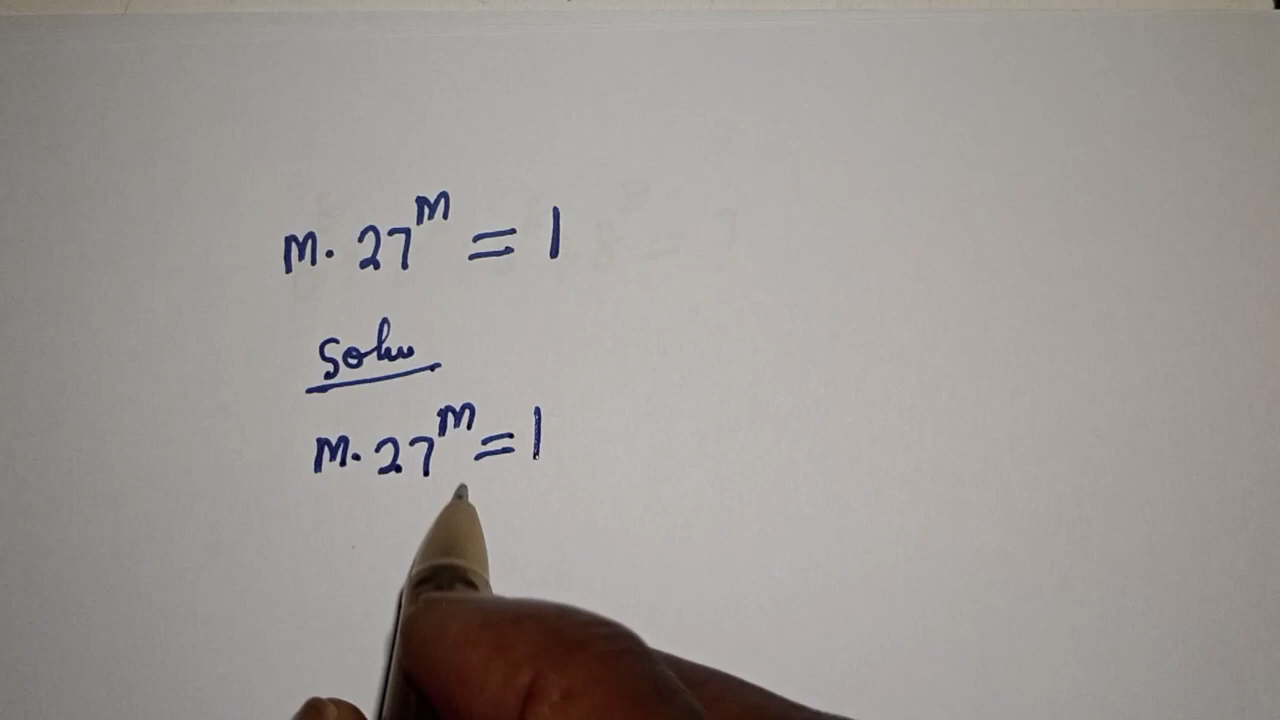 m. 27^m = 1
Soln
m. 27^m = 1